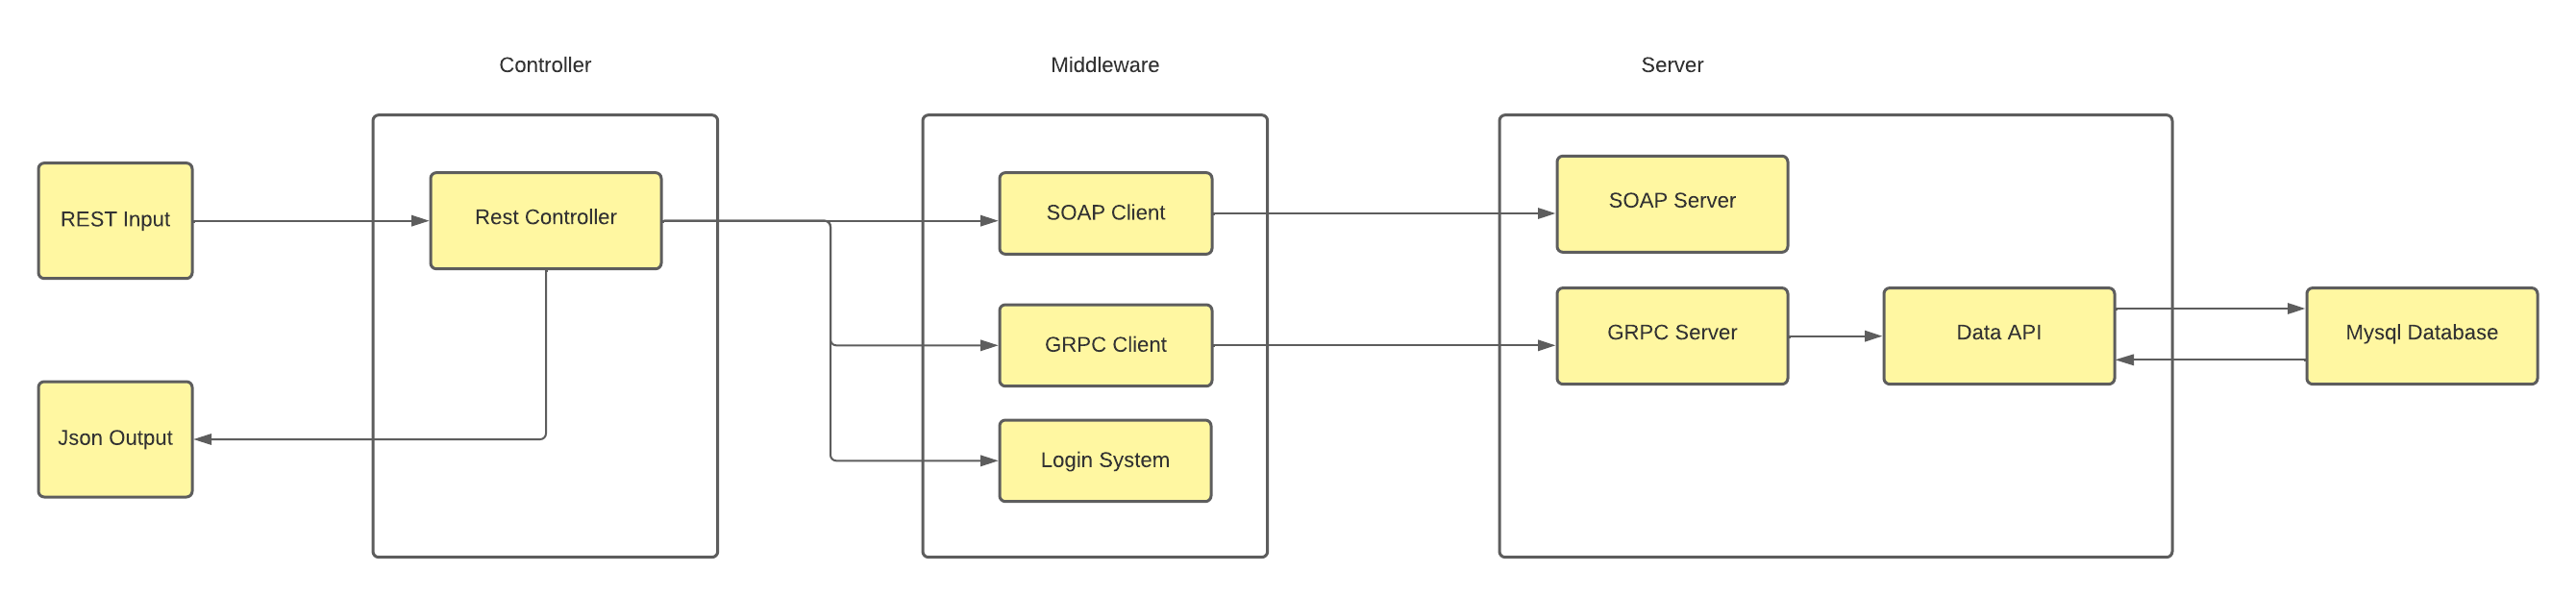 Controller
Middleware
Server
REST Input
Rest Controller
SOAP Client
SOAP Server
GRPC Client
GRPC Server
Data API
Mysql Database
Json Output
Login System